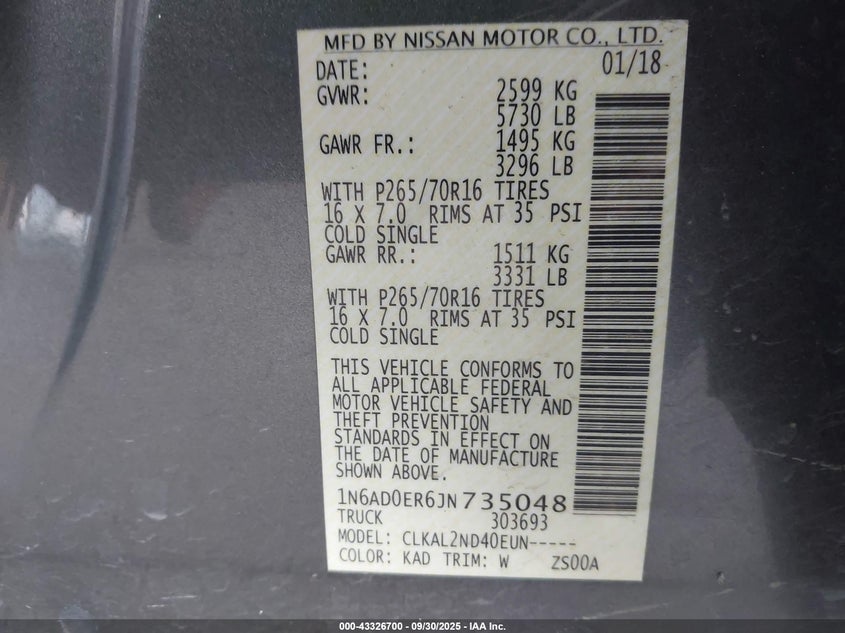 MFD BY NISSAN MOTOR CO., LTD.
DATE: 01/18
GVWR: 2599 KG
5730 LB
GAWR FR.: 1495 KG
3296 LB
WITH P265/70R16 TIRES
16 X 7.0 RIMS AT 35 PSI
COLD SINGLE
GAWR RR.: 1511 KG
3331 LB
WITH P265/70R16 TIRES
16 X 7.0 RIMS AT 35 PSI
COLD SINGLE
THIS VEHICLE CONFORMS TO
ALL APPLICABLE FEDERAL
MOTOR VEHICLE SAFETY AND
THEFT PREVENTION
STANDARDS IN EFFECT ON
THE DATE OF MANUFACTURE
SHOWN ABOVE.
1N6AD0ER6JN735048
TRUCK 303693
MODEL: CLKAL2ND40EUN-----
COLOR: KAD TRIM: W ZS00A
000-43326700 - 09/30/2025 - IAA Inc.